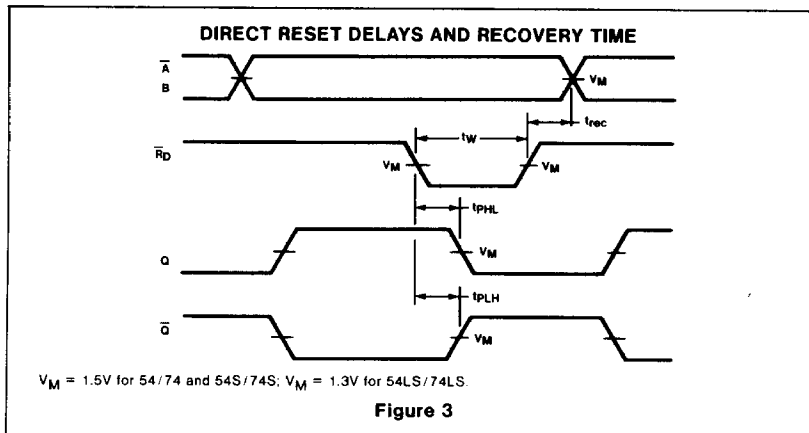 DIRECT RESET DELAYS AND RECOVERY TIME
A̅
B
VM
trec
tW
R̅D
VM
VM
tPHL
Q
VM
tPLH
Q̅
VM
VM = 1.5V for 54/74 and 54S/74S; VM = 1.3V for 54LS/74LS.
Figure 3